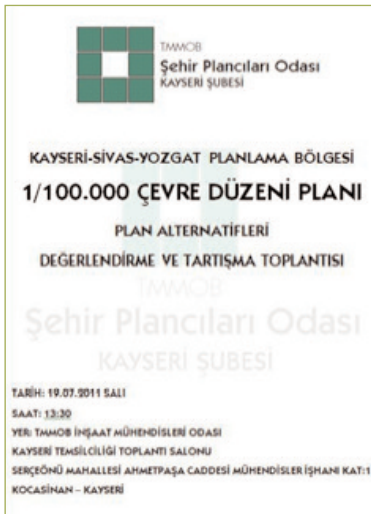 TMMOB
Şehir Plancıları Odası
KAYSERİ ŞUBESİ
KAYSERİ-SİVAS-YOZGAT PLANLAMA BÖLGESİ
1/100.000 ÇEVRE DÜZENİ PLANI
PLAN ALTERNATİFLERİ
DEĞERLENDİRME VE TARTIŞMA TOPLANTISI
TMMOB
Şehir Plancıları Odası
KAYSERİ ŞUBESİ
TARİH: 19.07.2011 SALI
SAAT: 13:30
YER: TMMOB İNŞAAT MÜHENDİSLERİ ODASI
KAYSERİ TEMSİLCİLİĞİ TOPLANTI SALONU
SERÇEÖNÜ MAHALLESİ AHMETPAŞA CADDESİ MÜHENDİSLER İŞHANI KAT:1
KOCASİNAN – KAYSERİ